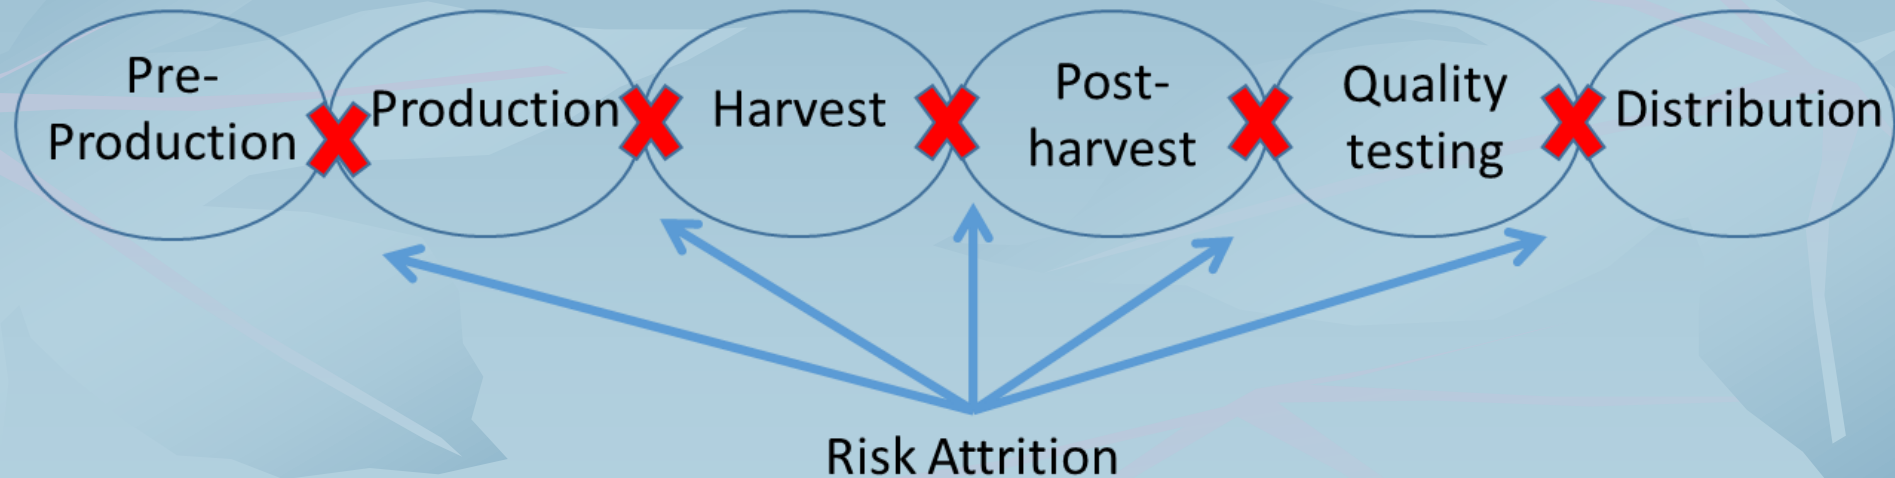 Pre-
Production
Production
Harvest
Post-
harvest
Quality
testing
Distribution
Risk Attrition